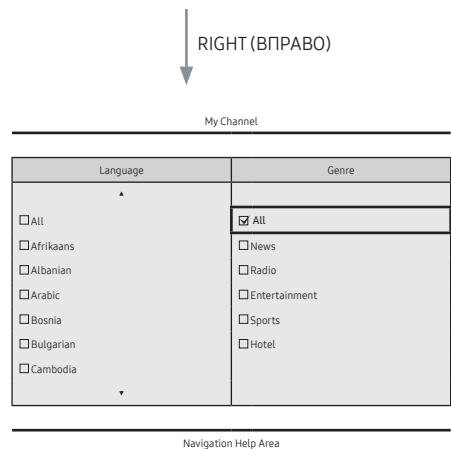 RIGHT (ВПРАВО)
My Channel
Language
Genre
▲
All
Afrikaans
Albanian
Arabic
Bosnia
Bulgarian
Cambodia
▼
All
News
Radio
Entertainment
Sports
Hotel
Navigation Help Area